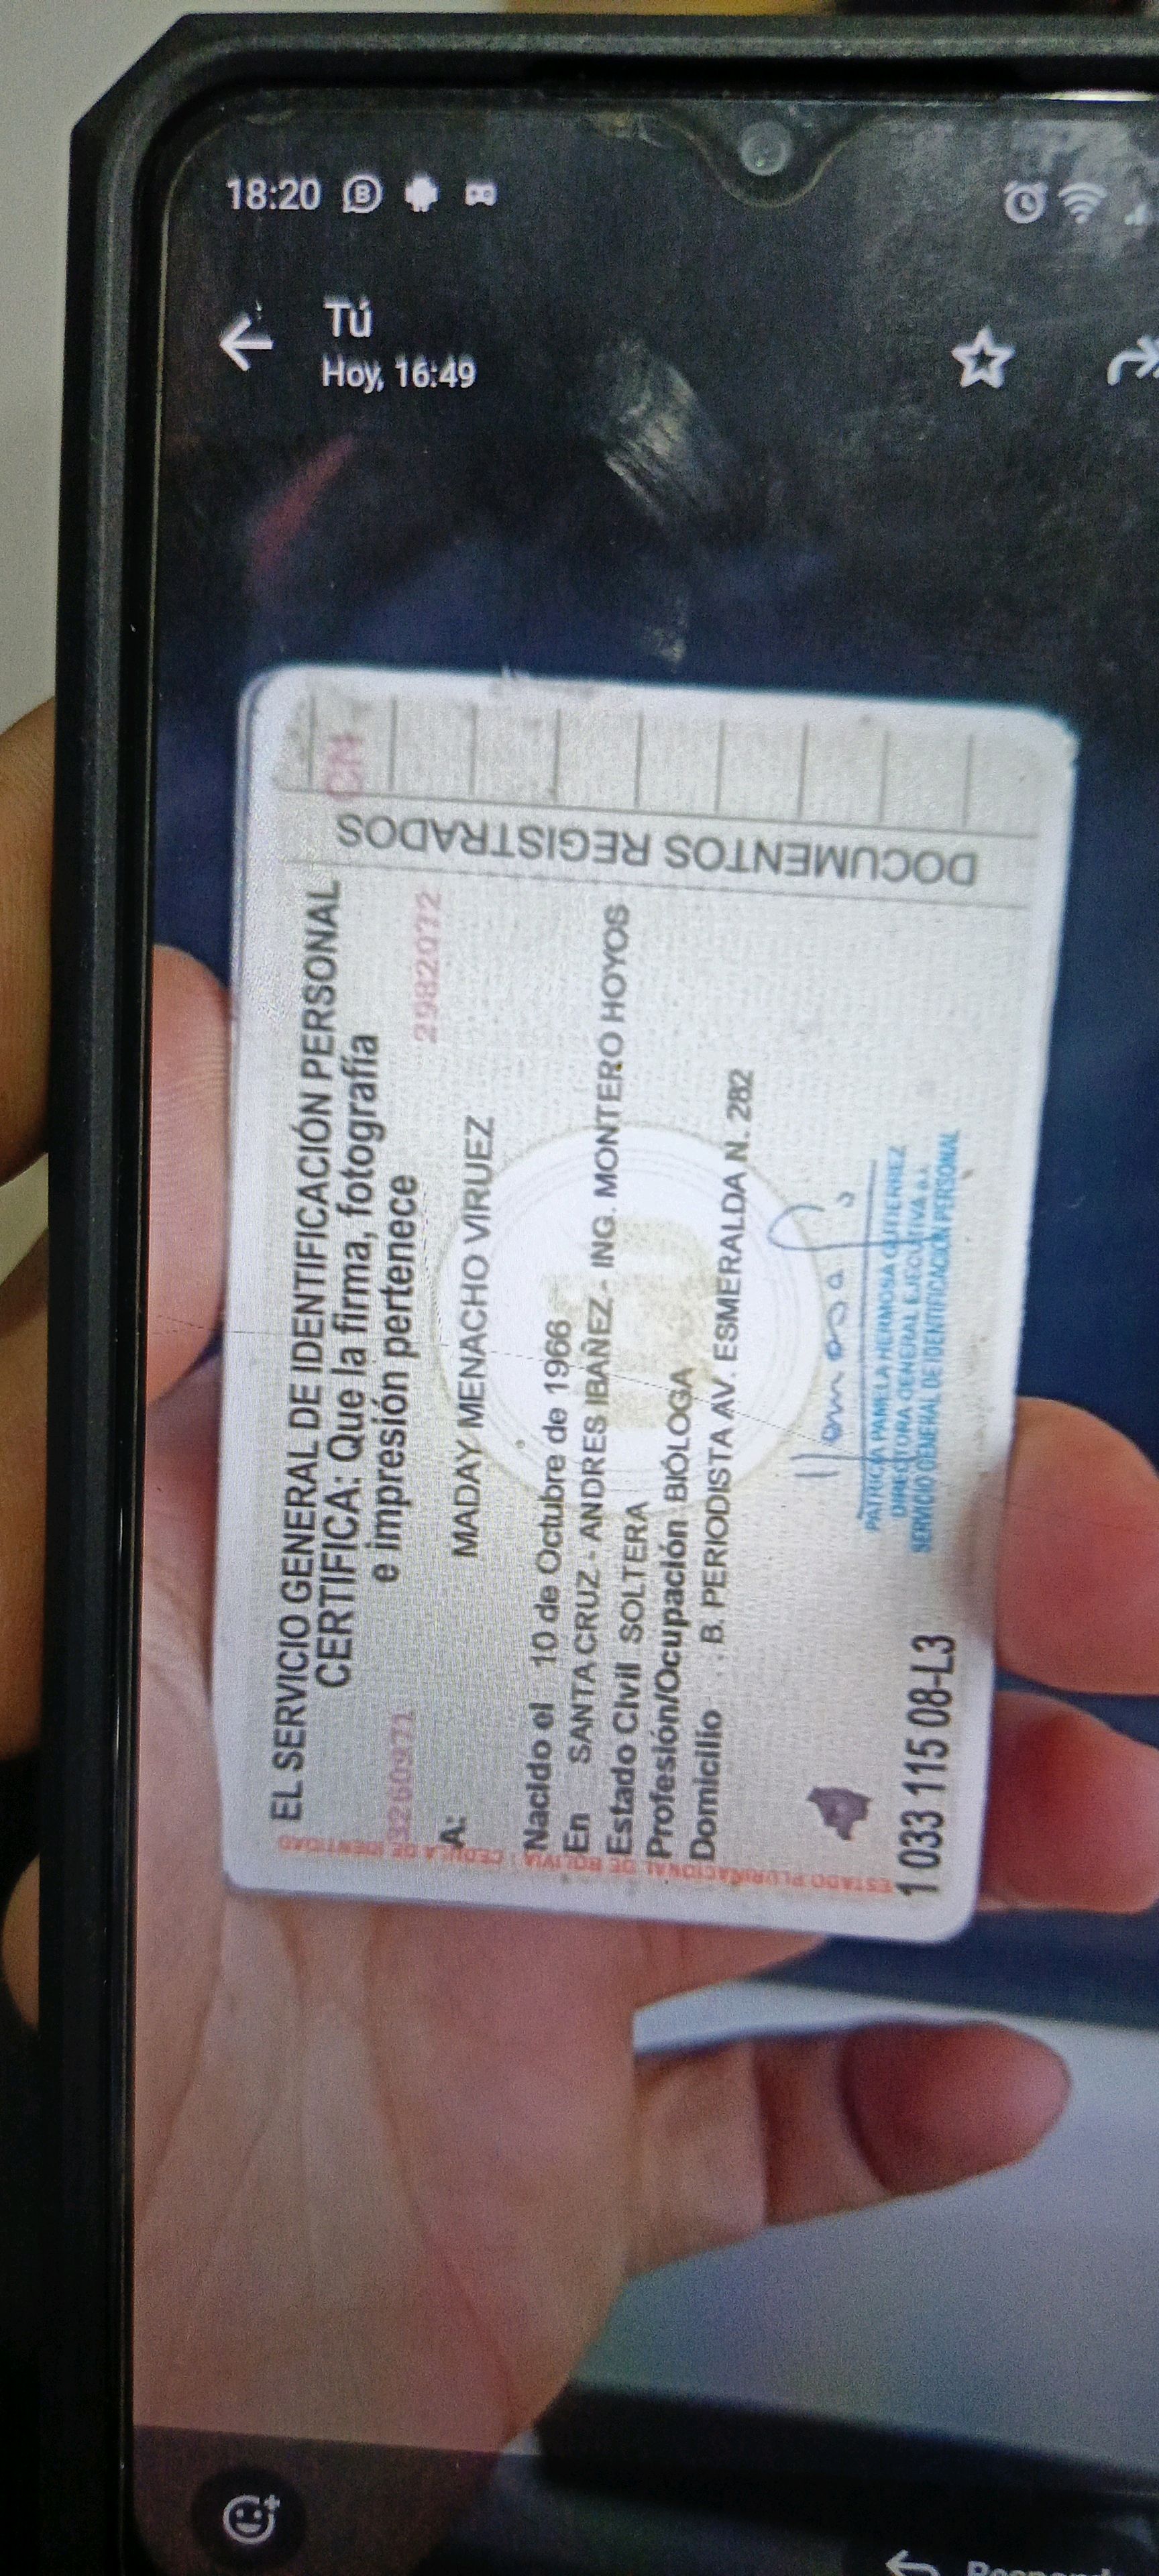 18:20
Tú
Hoy, 16:49
EL SERVICIO GENERAL DE IDENTIFICACIÓN PERSONAL
CERTIFICA: Que la firma, fotografía
e impresión pertenece
3260971
2982072
A: MADAY MENACHO VIRUEZ
Nacido el 10 de Octubre de 1966
En SANTA CRUZ - ANDRES IBAÑEZ - ING. MONTERO HOYOS
Estado Civil SOLTERA
Profesión/Ocupación BIÓLOGA
Domicilio B. PERIODISTA AV. ESMERALDA N. 282
PATRICIA PAMELA HERMOSA GUTIERREZ
DIRECTORA GENERAL EJECUTIVA a.i.
SERVICIO GENERAL DE IDENTIFICACIÓN PERSONAL
1 033 115 08-L3
DOCUMENTOS REGISTRADOS
CN
ESTADO PLURINACIONAL DE BOLIVIA - CEDULA DE IDENTIDAD